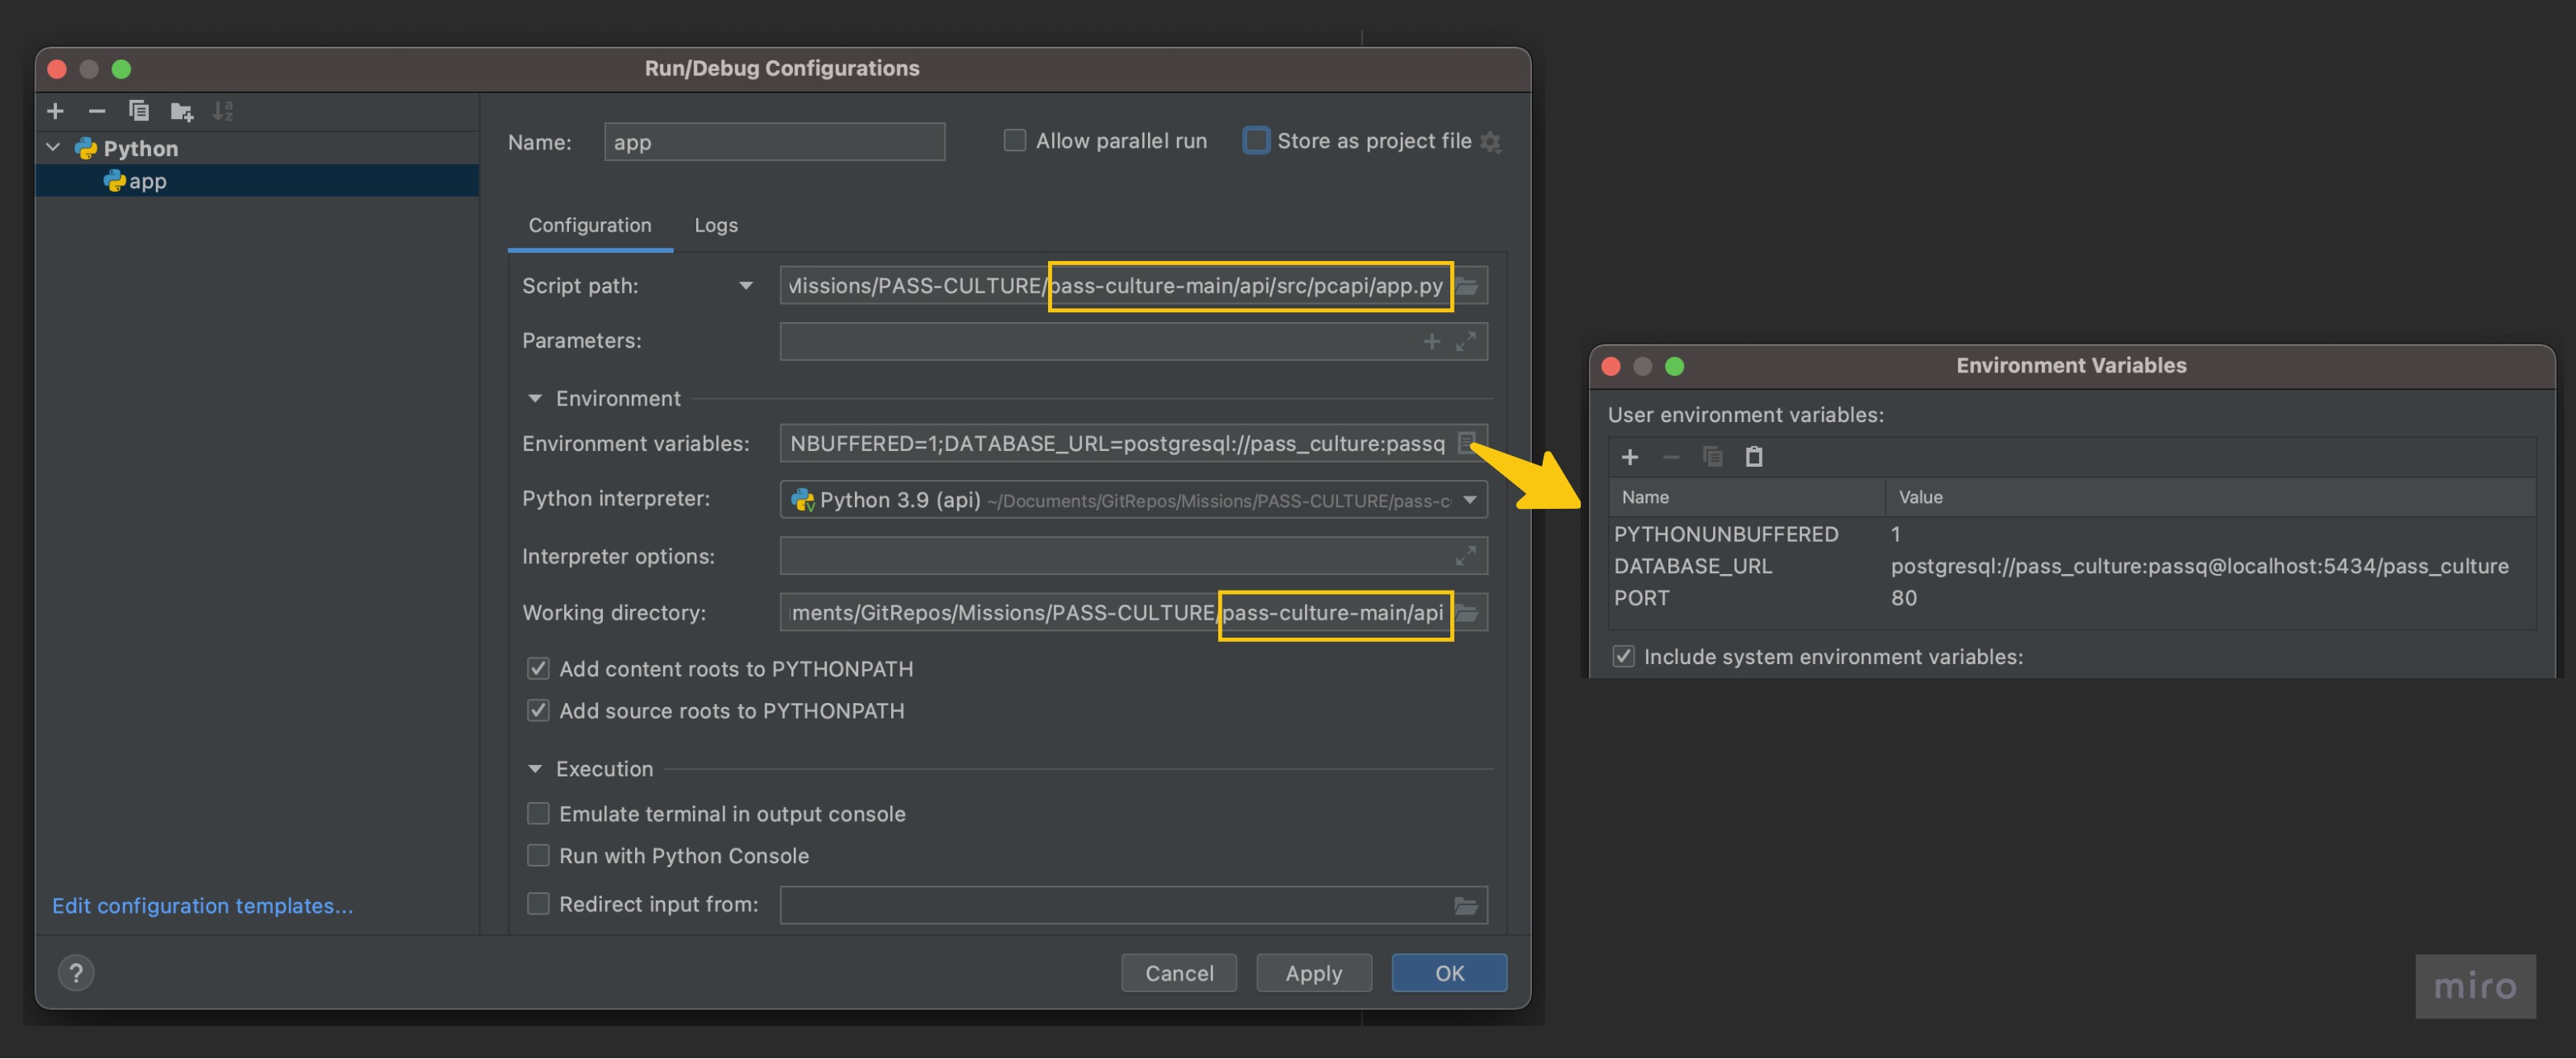 Run/Debug Configurations
Python
app
Edit configuration templates...
?
Name: app
Allow parallel run
Store as project file
Configuration Logs
Script path: Missions/PASS-CULTURE/pass-culture-main/api/src/pcapi/app.py
Parameters:
Environment
Environment variables: NBUFFERED=1;DATABASE_URL=postgresql://pass_culture:passq
Python interpreter: Python 3.9 (api) ~/Documents/GitRepos/Missions/PASS-CULTURE/pass-c
Interpreter options:
Working directory: ments/GitRepos/Missions/PASS-CULTURE/pass-culture-main/api
Add content roots to PYTHONPATH
Add source roots to PYTHONPATH
Execution
Emulate terminal in output console
Run with Python Console
Redirect input from:
Cancel Apply OK
Environment Variables
User environment variables:
Name Value
PYTHONUNBUFFERED 1
DATABASE_URL postgresql://pass_culture:passq@localhost:5434/pass_culture
PORT 80
Include system environment variables:
miro